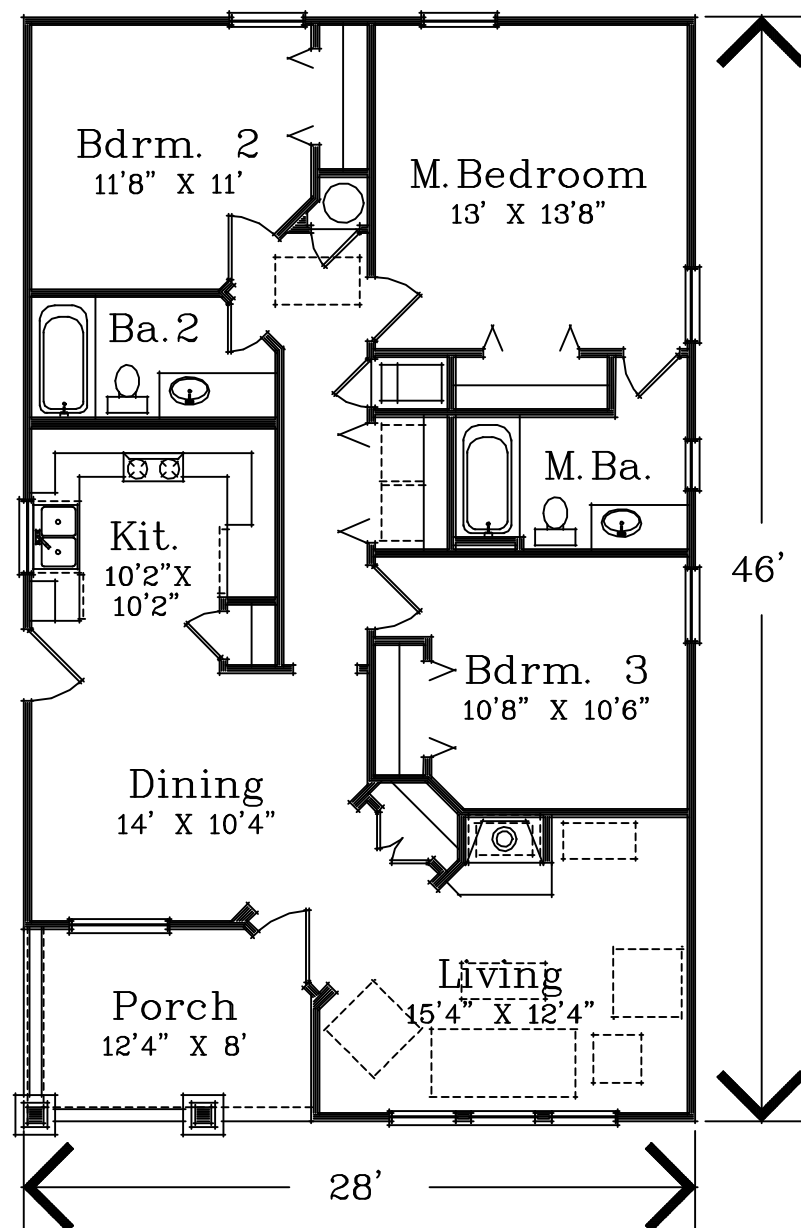 Bdrm. 2
11'8" X 11'
M.Bedroom
13' X 13'8"
Ba.2
M.Ba.
Kit.
10'2"X
10'2"
46'
Bdrm. 3
10'8" X 10'6"
Dining
14' X 10'4"
Living
15'4" X 12'4"
Porch
12'4" X 8'
28'